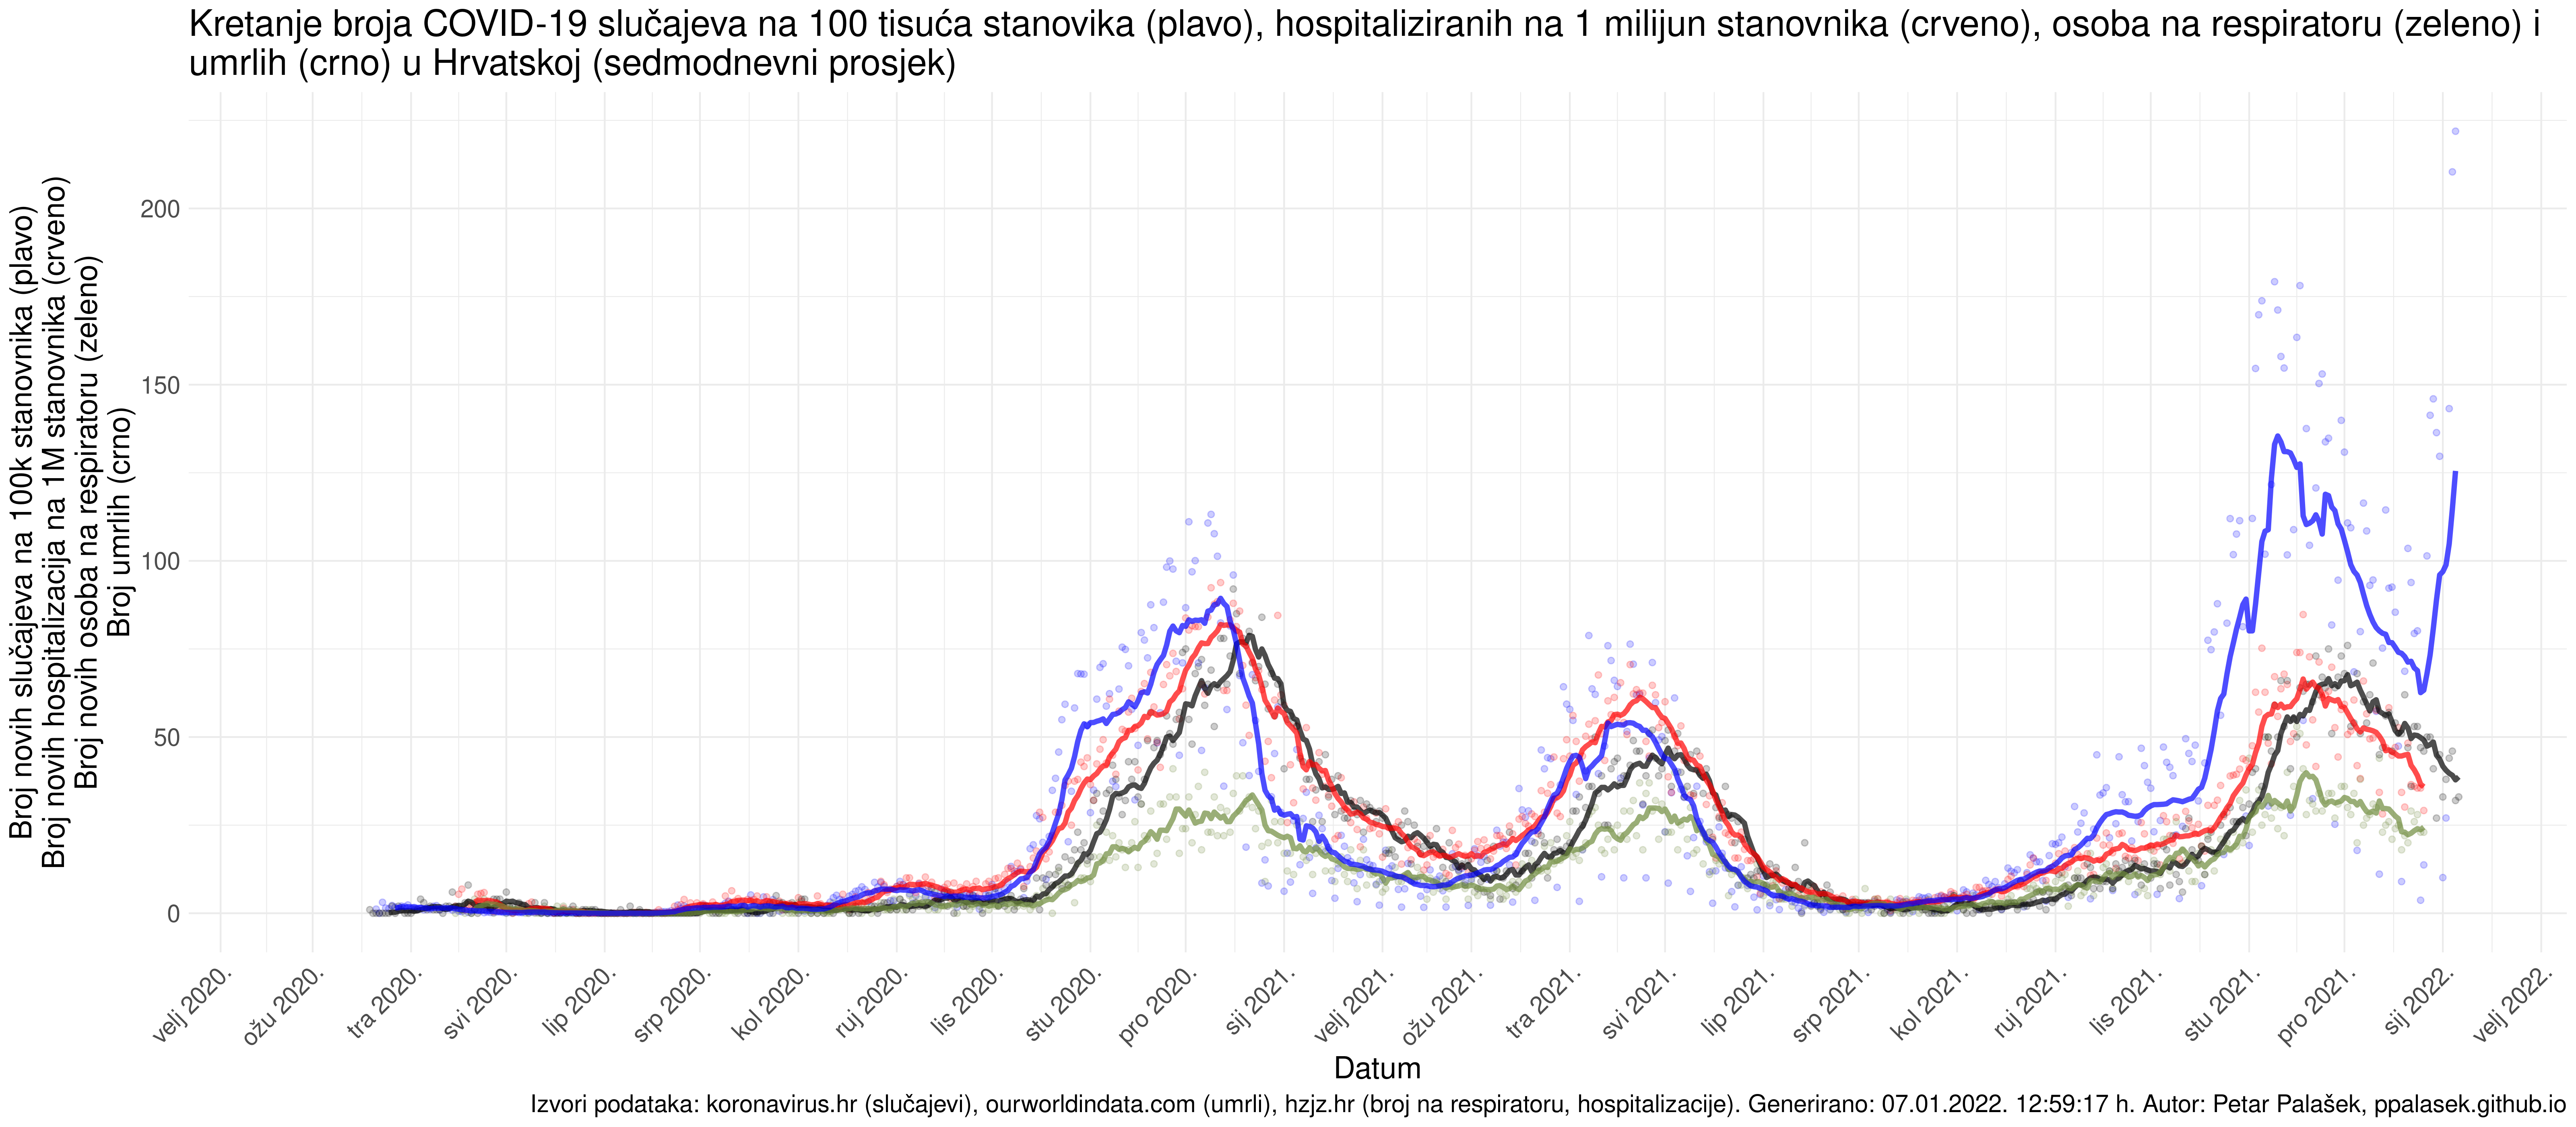 Kretanje broja COVID-19 slučajeva na 100 tisuća stanovika (plavo), hospitaliziranih na 1 milijun stanovnika (crveno), osoba na respiratoru (zeleno) i
umrlih (crno) u Hrvatskoj (sedmodnevni prosjek)
Broj novih slučajeva na 100k stanovnika (plavo)
Broj novih hospitalizacija na 1M stanovnika (crveno)
Broj novih osoba na respiratoru (zeleno)
Broj umrlih (crno)
200
150
100
50
0
velj 2020.
ožu 2020.
tra 2020.
svi 2020.
lip 2020.
srp 2020.
kol 2020.
ruj 2020.
lis 2020.
stu 2020.
pro 2020.
sij 2021.
velj 2021.
ožu 2021.
tra 2021.
svi 2021.
lip 2021.
srp 2021.
kol 2021.
ruj 2021.
lis 2021.
stu 2021.
pro 2021.
sij 2022.
velj 2022.
Datum
Izvori podataka: koronavirus.hr (slučajevi), ourworldindata.com (umrli), hzjz.hr (broj na respiratoru, hospitalizacije). Generirano: 07.01.2022. 12:59:17 h. Autor: Petar Palašek, ppalasek.github.io